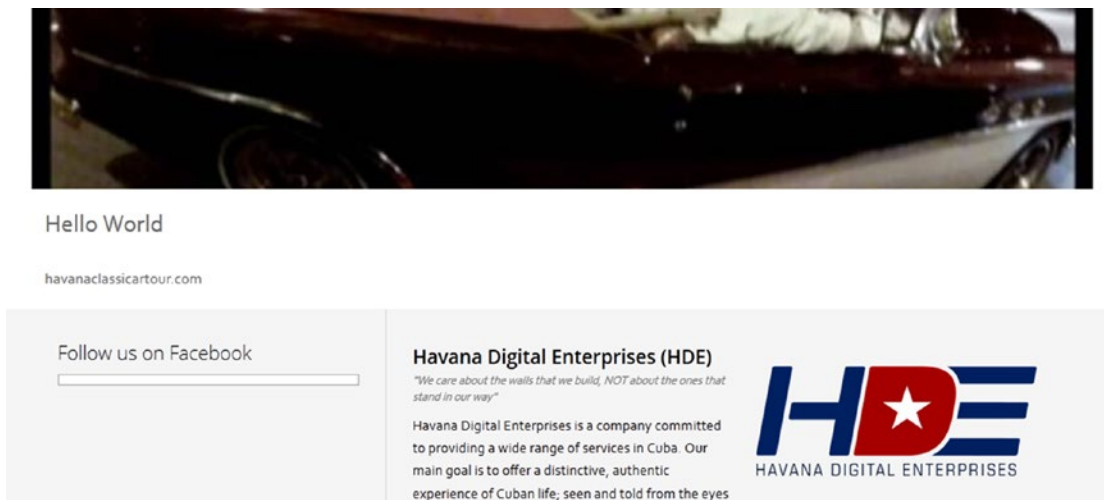 Hello World
havanaclassicartour.com
Follow us on Facebook
Havana Digital Enterprises (HDE)
"We care about the walls that we build, NOT about the ones that
stand in our way"
Havana Digital Enterprises is a company committed
to providing a wide range of services in Cuba. Our
main goal is to offer a distinctive, authentic
experience of Cuban life; seen and told from the eyes
HDE
HAVANA DIGITAL ENTERPRISES